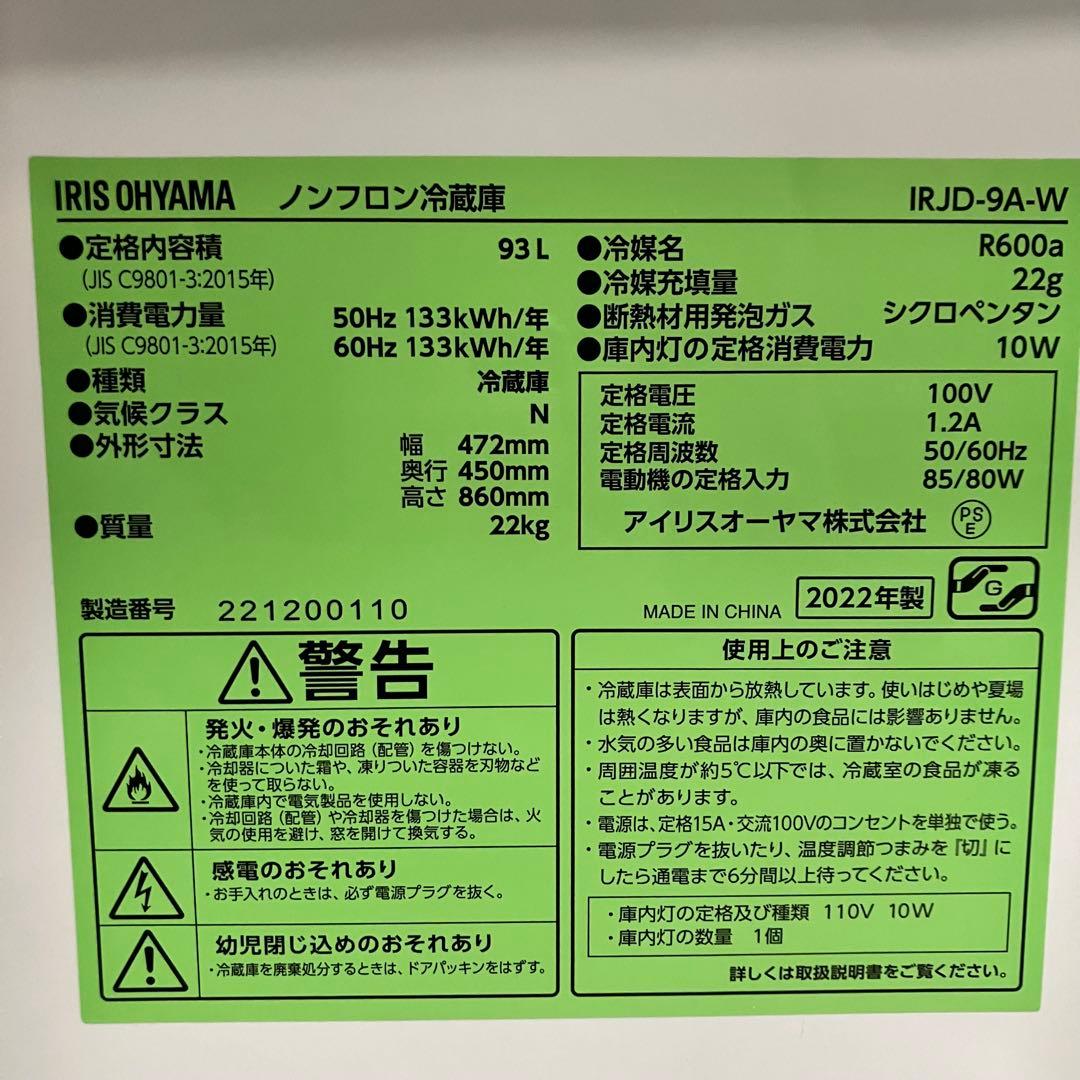 IRIS OHYAMA ノンフロン冷蔵庫 IRJD-9A-W
●定格内容積 93L
(JIS C9801-3:2015年)
●消費電力量 50Hz 133kWh/年
(JIS C9801-3:2015年) 60Hz 133kWh/年
●種類 冷蔵庫
●気候クラス N
●外形寸法 幅 472mm
奥行 450mm
高さ 860mm
●質量 22kg
●冷媒名 R600a
●冷媒充填量 22g
●断熱材用発泡ガス シクロペンタン
●庫内灯の定格消費電力 10W
定格電圧 100V
定格電流 1.2A
定格周波数 50/60Hz
電動機の定格入力 85/80W
アイリスオーヤマ株式会社 PSE
製造番号 221200110
MADE IN CHINA 2022年製 G
警告
発火・爆発のおそれあり
・冷蔵庫本体の冷却回路(配管)を傷つけない。
・冷却器についた霜や、凍りついた容器を刃物など
を使って取らない。
・冷蔵庫内で電気製品を使用しない。
・冷却回路(配管)や冷却器を傷つけた場合は、火
気の使用を避け、窓を開けて換気する。
感電のおそれあり
・お手入れのときは、必ず電源プラグを抜く。
幼児閉じ込めのおそれあり
・冷蔵庫を廃棄処分するときは、ドアパッキンをはずす。
使用上のご注意
・冷蔵庫は表面から放熱しています。使いはじめや夏場
は熱くなりますが、庫内の食品には影響ありません。
・水気の多い食品は庫内の奥に置かないでください。
・周囲温度が約5℃以下では、冷蔵室の食品が凍る
ことがあります。
・電源は、定格15A・交流100Vのコンセントを単独で使う。
・電源プラグを抜いたり、温度調節つまみを『切』に
したら通電まで6分間以上待ってください。
・庫内灯の定格及び種類 110V 10W
・庫内灯の数量 1個
詳しくは取扱説明書をご覧ください。